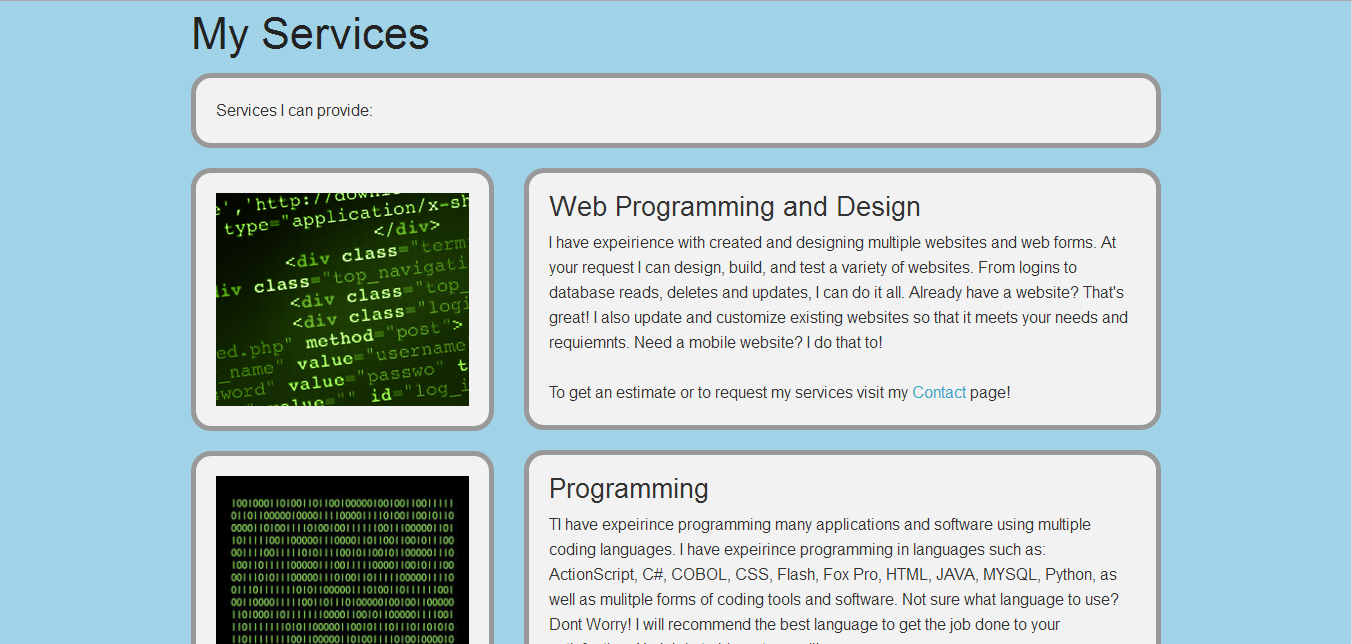 My Services
Services I can provide:
e','http://downl
type="application/x-sh
</div>
<div class="term
div class="top_navigati
<div class="top_
<div class="logi
ed.php" method="post">
_name" value="username
sword" value="passwo" t
value="" id="log_i
Web Programming and Design
I have expeirience with created and designing multiple websites and web forms. At
your request I can design, build, and test a variety of websites. From logins to
database reads, deletes and updates, I can do it all. Already have a website? That's
great! I also update and customize existing websites so that it meets your needs and
requiemnts. Need a mobile website? I do that to!
To get an estimate or to request my services visit my Contact page!
Programming
TI have expeirince programming many applications and software using multiple
coding languages. I have expeirince programming in languages such as:
ActionScript, C#, COBOL, CSS, Flash, Fox Pro, HTML, JAVA, MYSQL, Python, as
well as mulitple forms of coding tools and software. Not sure what language to use?
Dont Worry! I will recommend the best language to get the job done to your